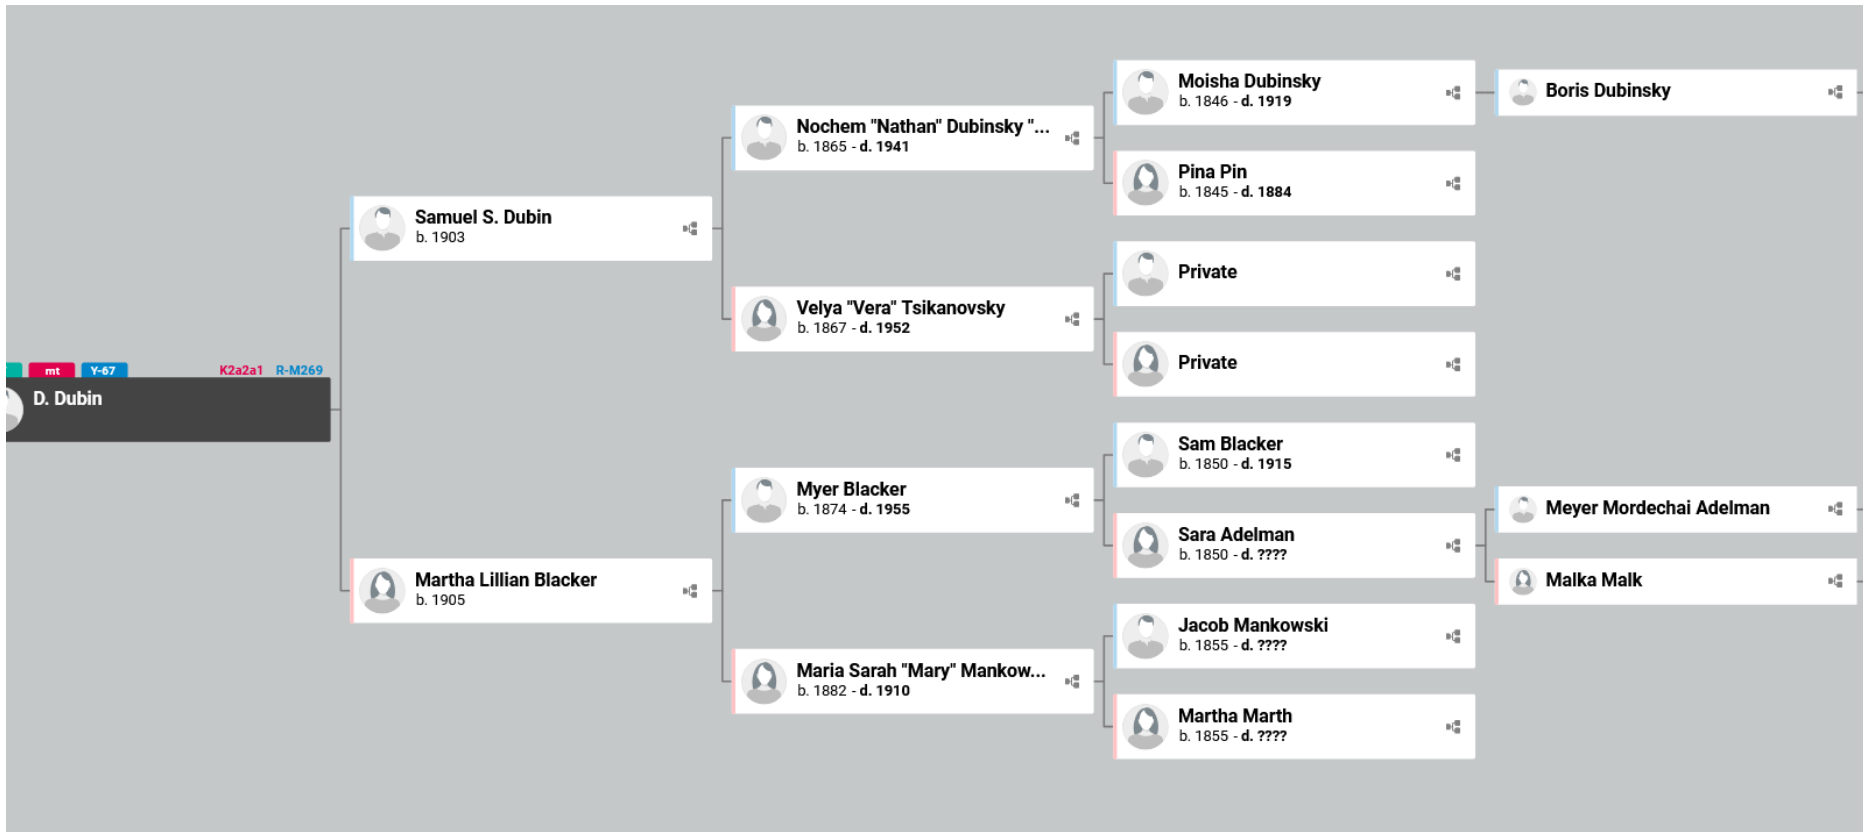 Moisha Dubinsky
b. 1846 - d. 1919
Boris Dubinsky
Nochem "Nathan" Dubinsky "...
b. 1865 - d. 1941
Pina Pin
b. 1845 - d. 1884
Samuel S. Dubin
b. 1903
Private
Velya "Vera" Tsikanovsky
b. 1867 - d. 1952
Private
mt
Y-67
K2a2a1
R-M269
D. Dubin
Sam Blacker
b. 1850 - d. 1915
Myer Blacker
b. 1874 - d. 1955
Meyer Mordechai Adelman
Sara Adelman
b. 1850 - d. ????
Martha Lillian Blacker
b. 1905
Malka Malk
Jacob Mankowski
b. 1855 - d. ????
Maria Sarah "Mary" Mankow...
b. 1882 - d. 1910
Martha Marth
b. 1855 - d. ????